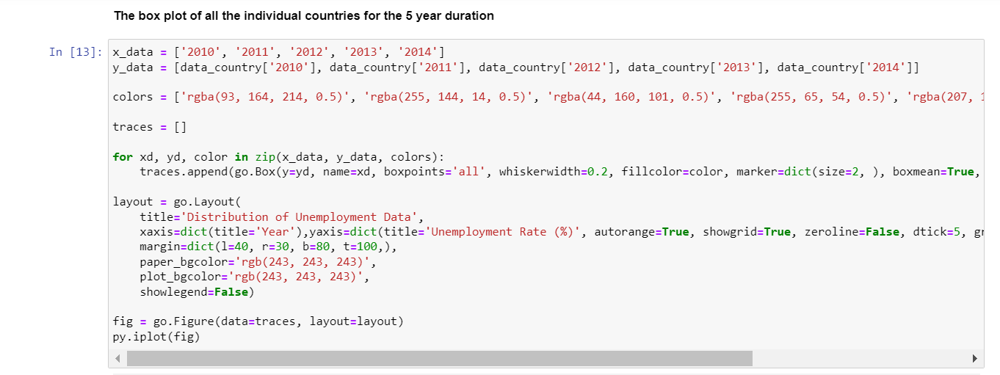 The box plot of all the individual countries for the 5 year duration
In [13]:
x_data = ['2010', '2011', '2012', '2013', '2014']
y_data = [data_country['2010'], data_country['2011'], data_country['2012'], data_country['2013'], data_country['2014']]
colors = ['rgba(93, 164, 214, 0.5)', 'rgba(255, 144, 14, 0.5)', 'rgba(44, 160, 101, 0.5)', 'rgba(255, 65, 54, 0.5)', 'rgba(207,
traces = []
for xd, yd, color in zip(x_data, y_data, colors):
    traces.append(go.Box(y=yd, name=xd, boxpoints='all', whiskerwidth=0.2, fillcolor=color, marker=dict(size=2, ), boxmean=True,
layout = go.Layout(
    title='Distribution of Unemployment Data',
    xaxis=dict(title='Year'),yaxis=dict(title='Unemployment Rate (%)', autorange=True, showgrid=True, zeroline=False, dtick=5,
    margin=dict(l=40, r=30, b=80, t=100,),
    paper_bgcolor='rgb(243, 243, 243)',
    plot_bgcolor='rgb(243, 243, 243)',
    showlegend=False)
fig = go.Figure(data=traces, layout=layout)
py.iplot(fig)